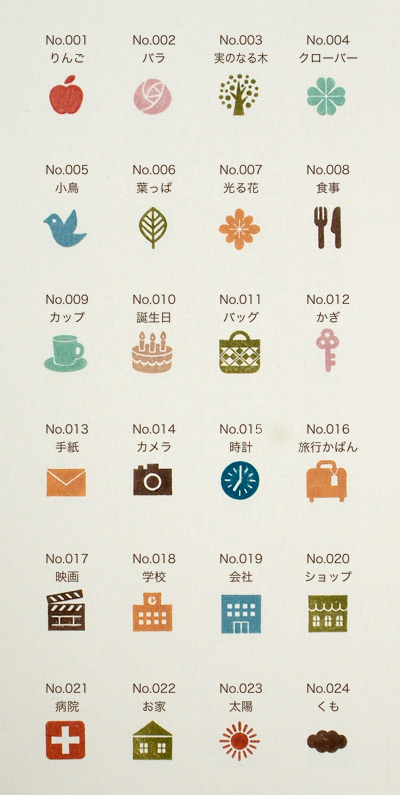 No.001 No.002 No.003 No.004
りんご バラ 実のなる木 クローバー
No.005 No.006 No.007 No.008
小鳥 葉っぱ 光る花 食事
No.009 No.010 No.011 No.012
カップ 誕生日 バッグ かぎ
No.013 No.014 No.015 No.016
手紙 カメラ 時計 旅行かばん
No.017 No.018 No.019 No.020
映画 学校 会社 ショップ
No.021 No.022 No.023 No.024
病院 お家 太陽 くも